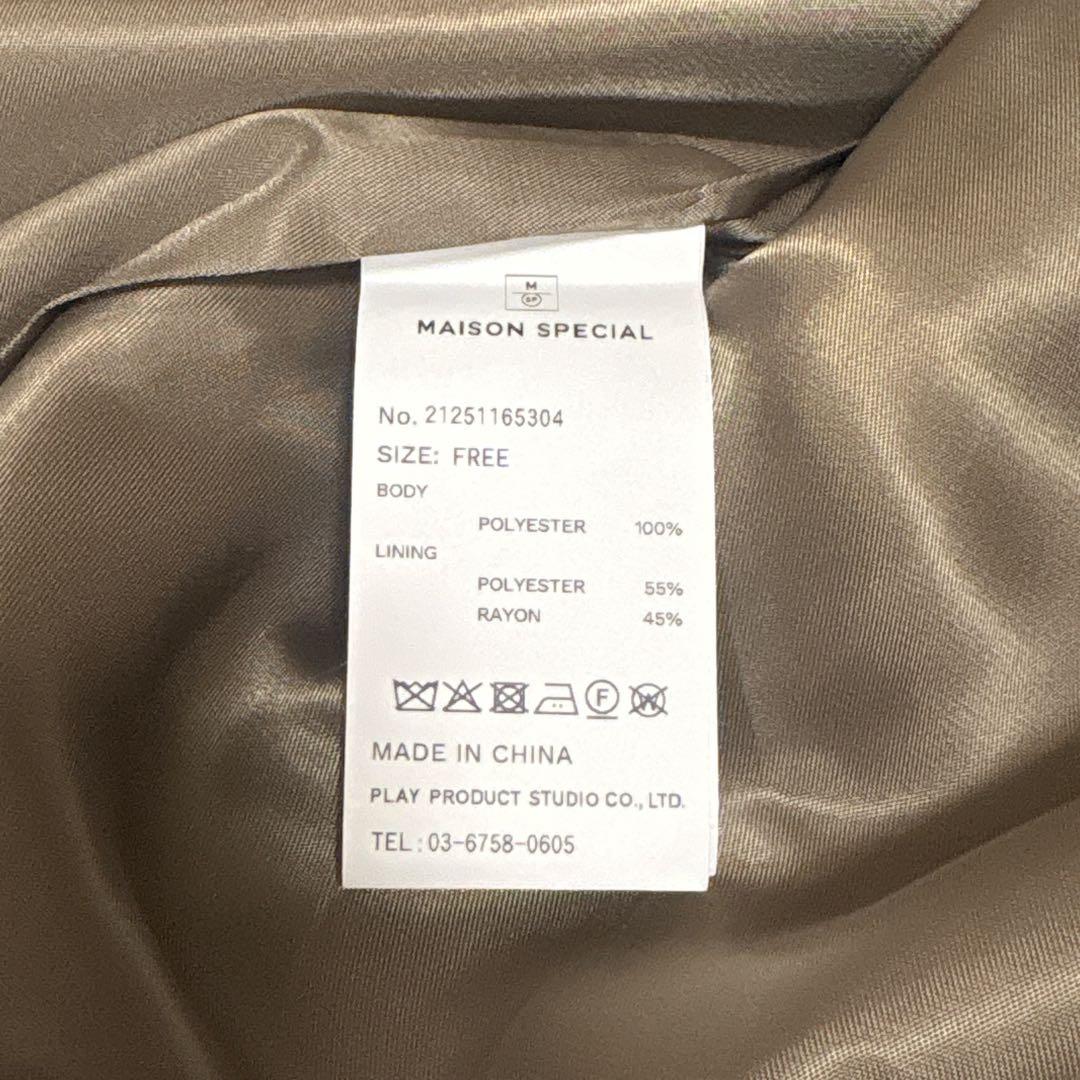 M
SP
MAISON SPECIAL
No. 21251165304
SIZE: FREE
BODY
POLYESTER 100%
LINING
POLYESTER 55%
RAYON 45%
F W
MADE IN CHINA
PLAY PRODUCT STUDIO CO., LTD.
TEL:03-6758-0605